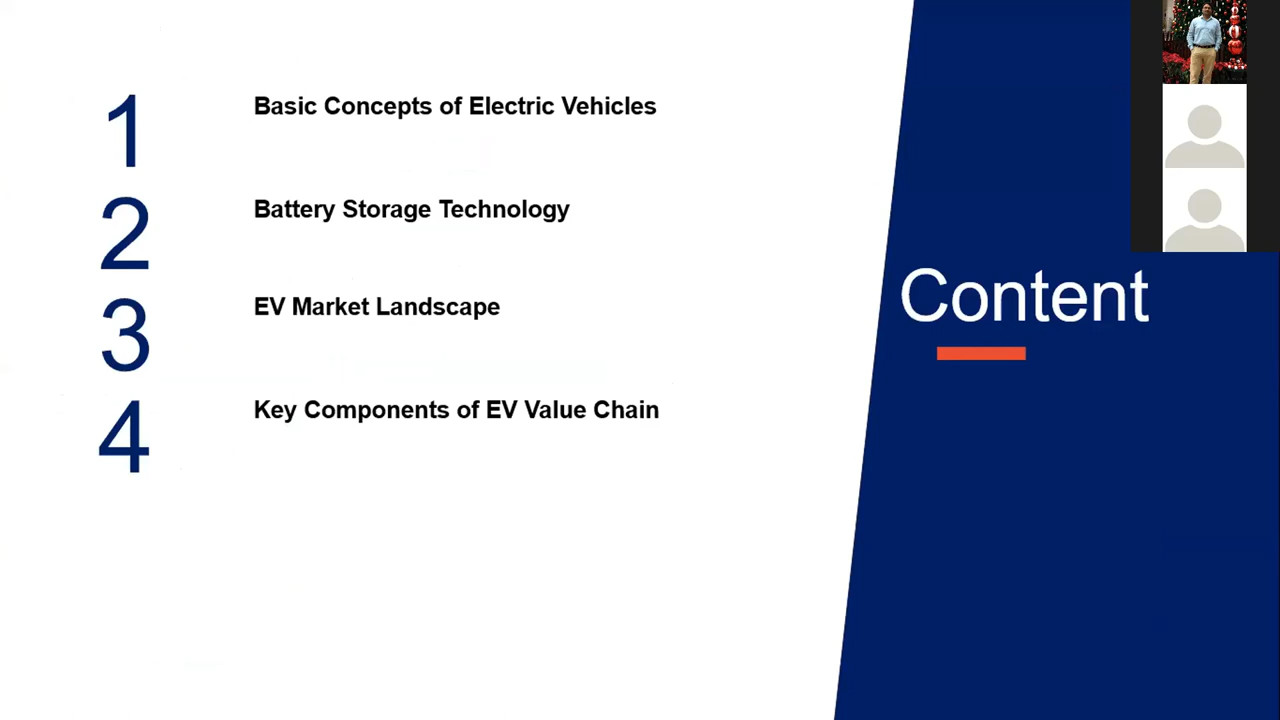 1
Basic Concepts of Electric Vehicles
2
Battery Storage Technology
3
EV Market Landscape
4
Key Components of EV Value Chain
Content